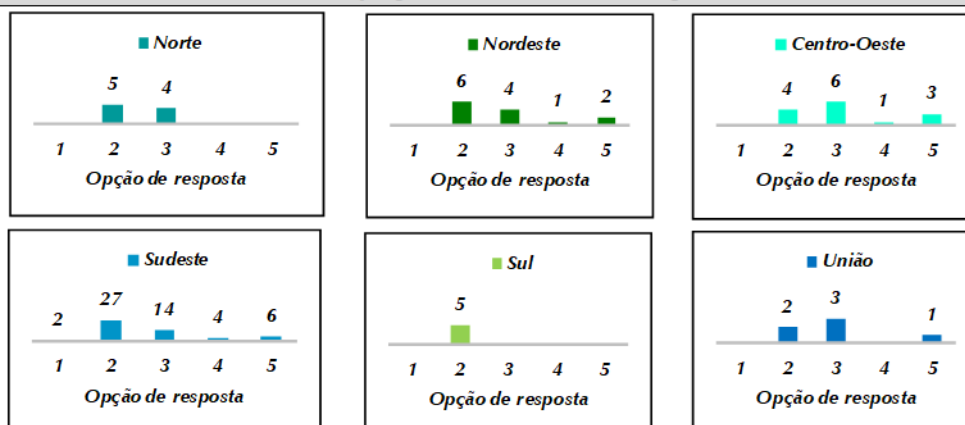 Norte
5 4
1 2 3 4 5
Opção de resposta
Nordeste
6 4 1 2
1 2 3 4 5
Opção de resposta
Centro-Oeste
4 6 1 3
1 2 3 4 5
Opção de resposta
Sudeste
2 27 14 4 6
1 2 3 4 5
Opção de resposta
Sul
5
1 2 3 4 5
Opção de resposta
União
2 3 1
1 2 3 4 5
Opção de resposta